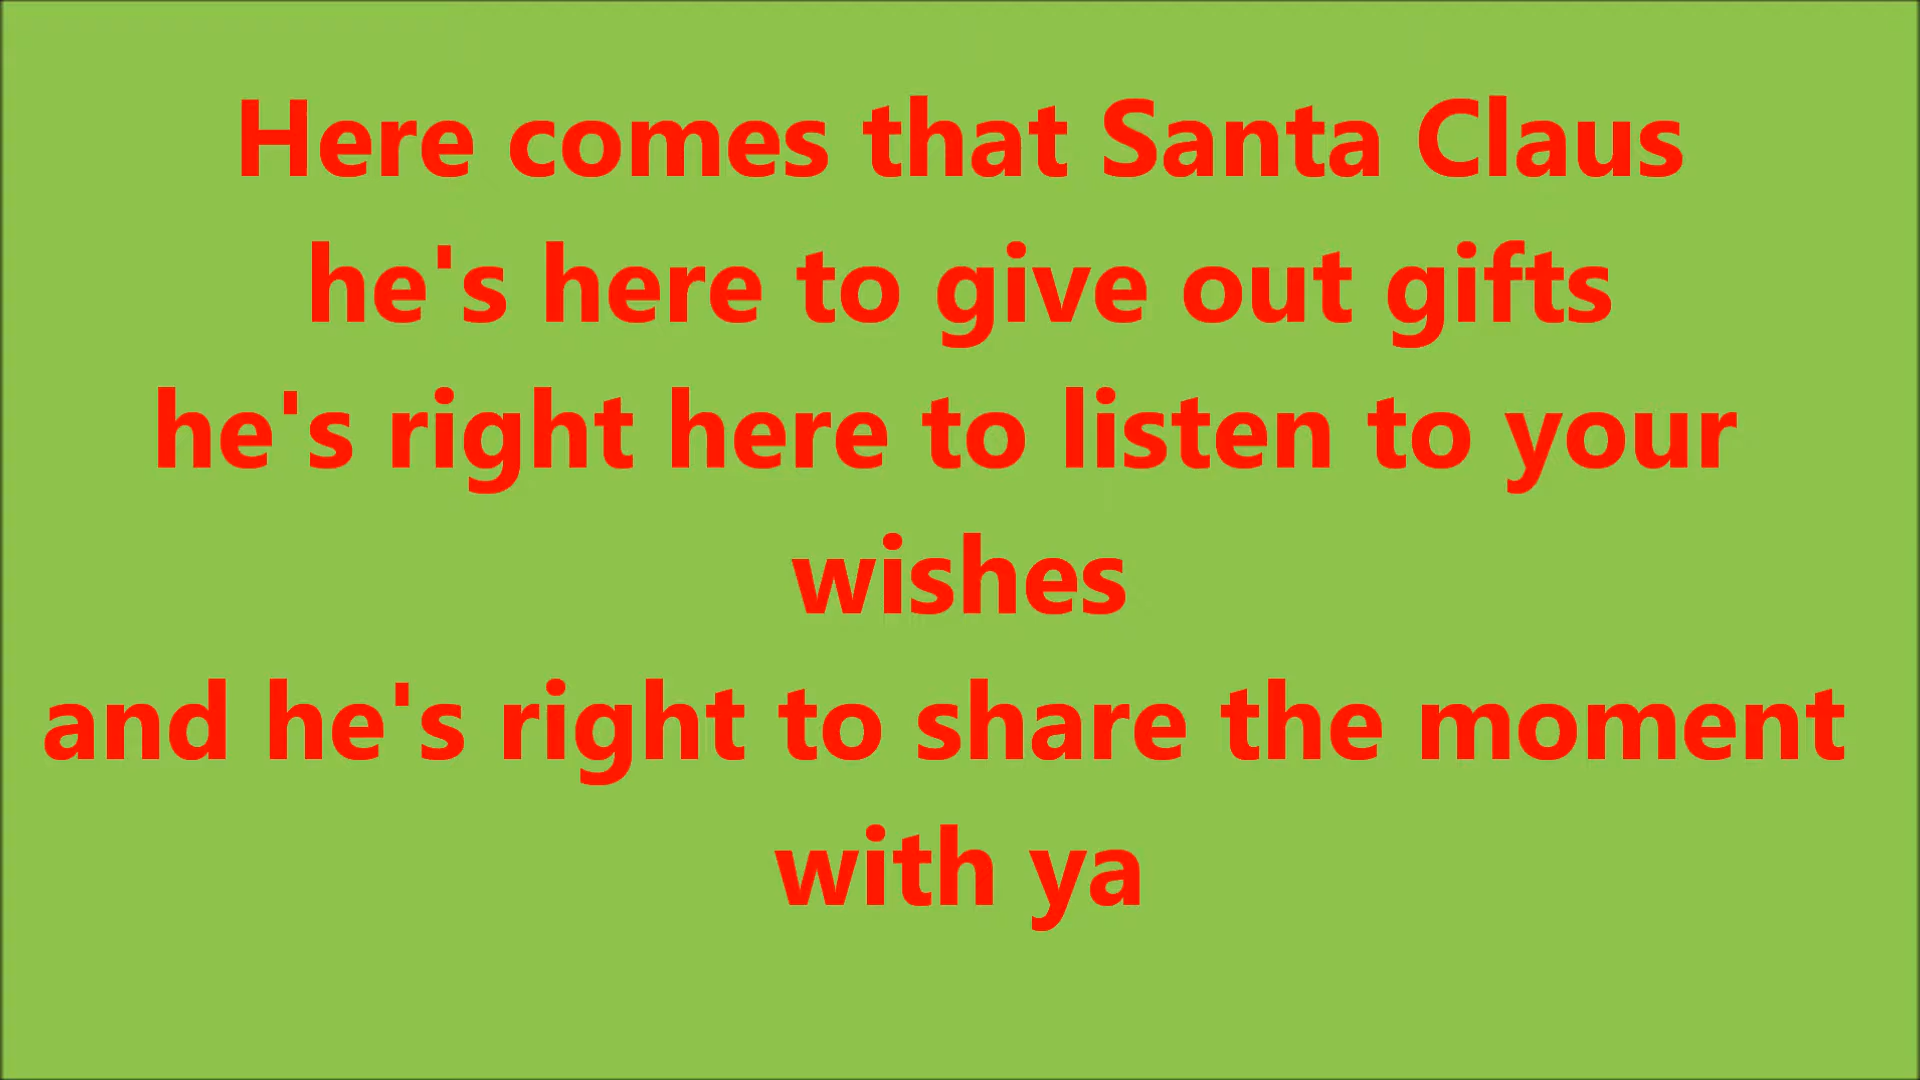 Here comes that Santa Claus
he's here to give out gifts
he's right here to listen to your
wishes
and he's right to share the moment
with ya